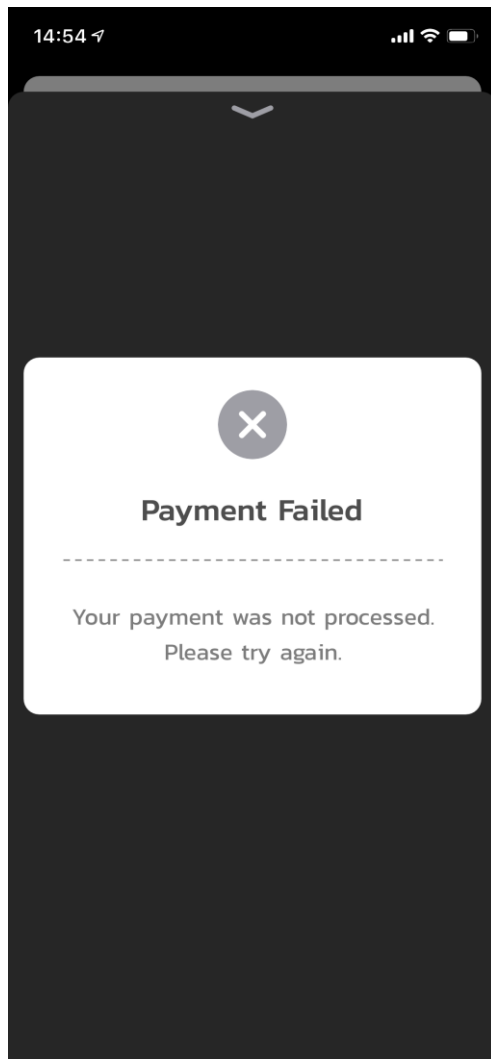 14:54
Payment Failed
Your payment was not processed.
Please try again.